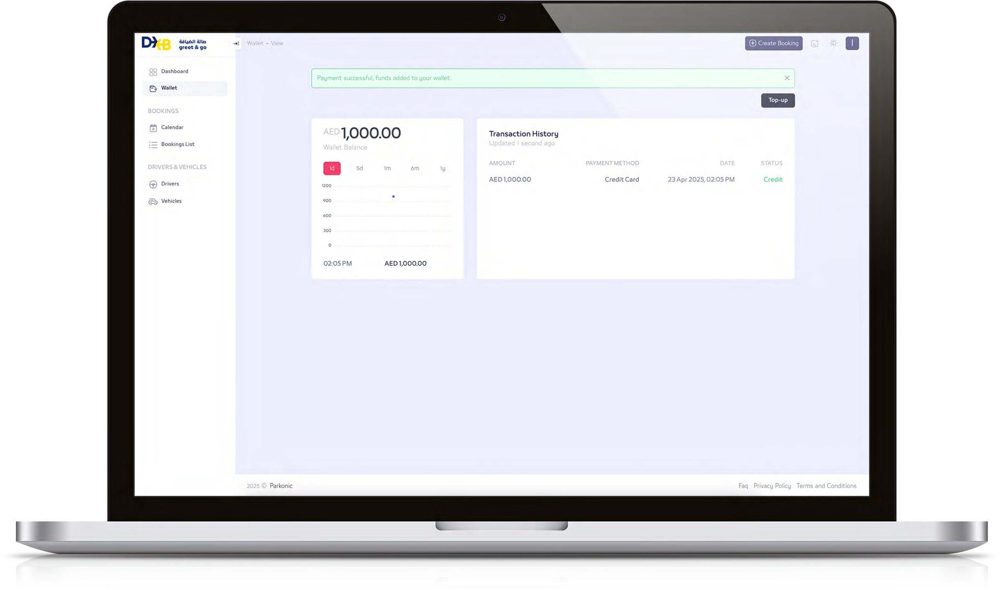 DXB
صالة الضيافة
greet & go
Wallet - View
Create Booking
Dashboard
Wallet
BOOKINGS
Calendar
Bookings List
DRIVERS & VEHICLES
Drivers
Vehicles
Payment successful, funds added to your wallet.
Top-up
AED 1,000.00
Wallet Balance
1d 5d 1m 6m 1y
1200
900
600
300
0
02:05 PM AED 1,000.00
Transaction History
Updated 1 second ago
AMOUNT PAYMENT METHOD DATE STATUS
AED 1,000.00 Credit Card 23 Apr 2025, 02:05 PM Credit
2025 © Parkonic
Faq Privacy Policy Terms and Conditions